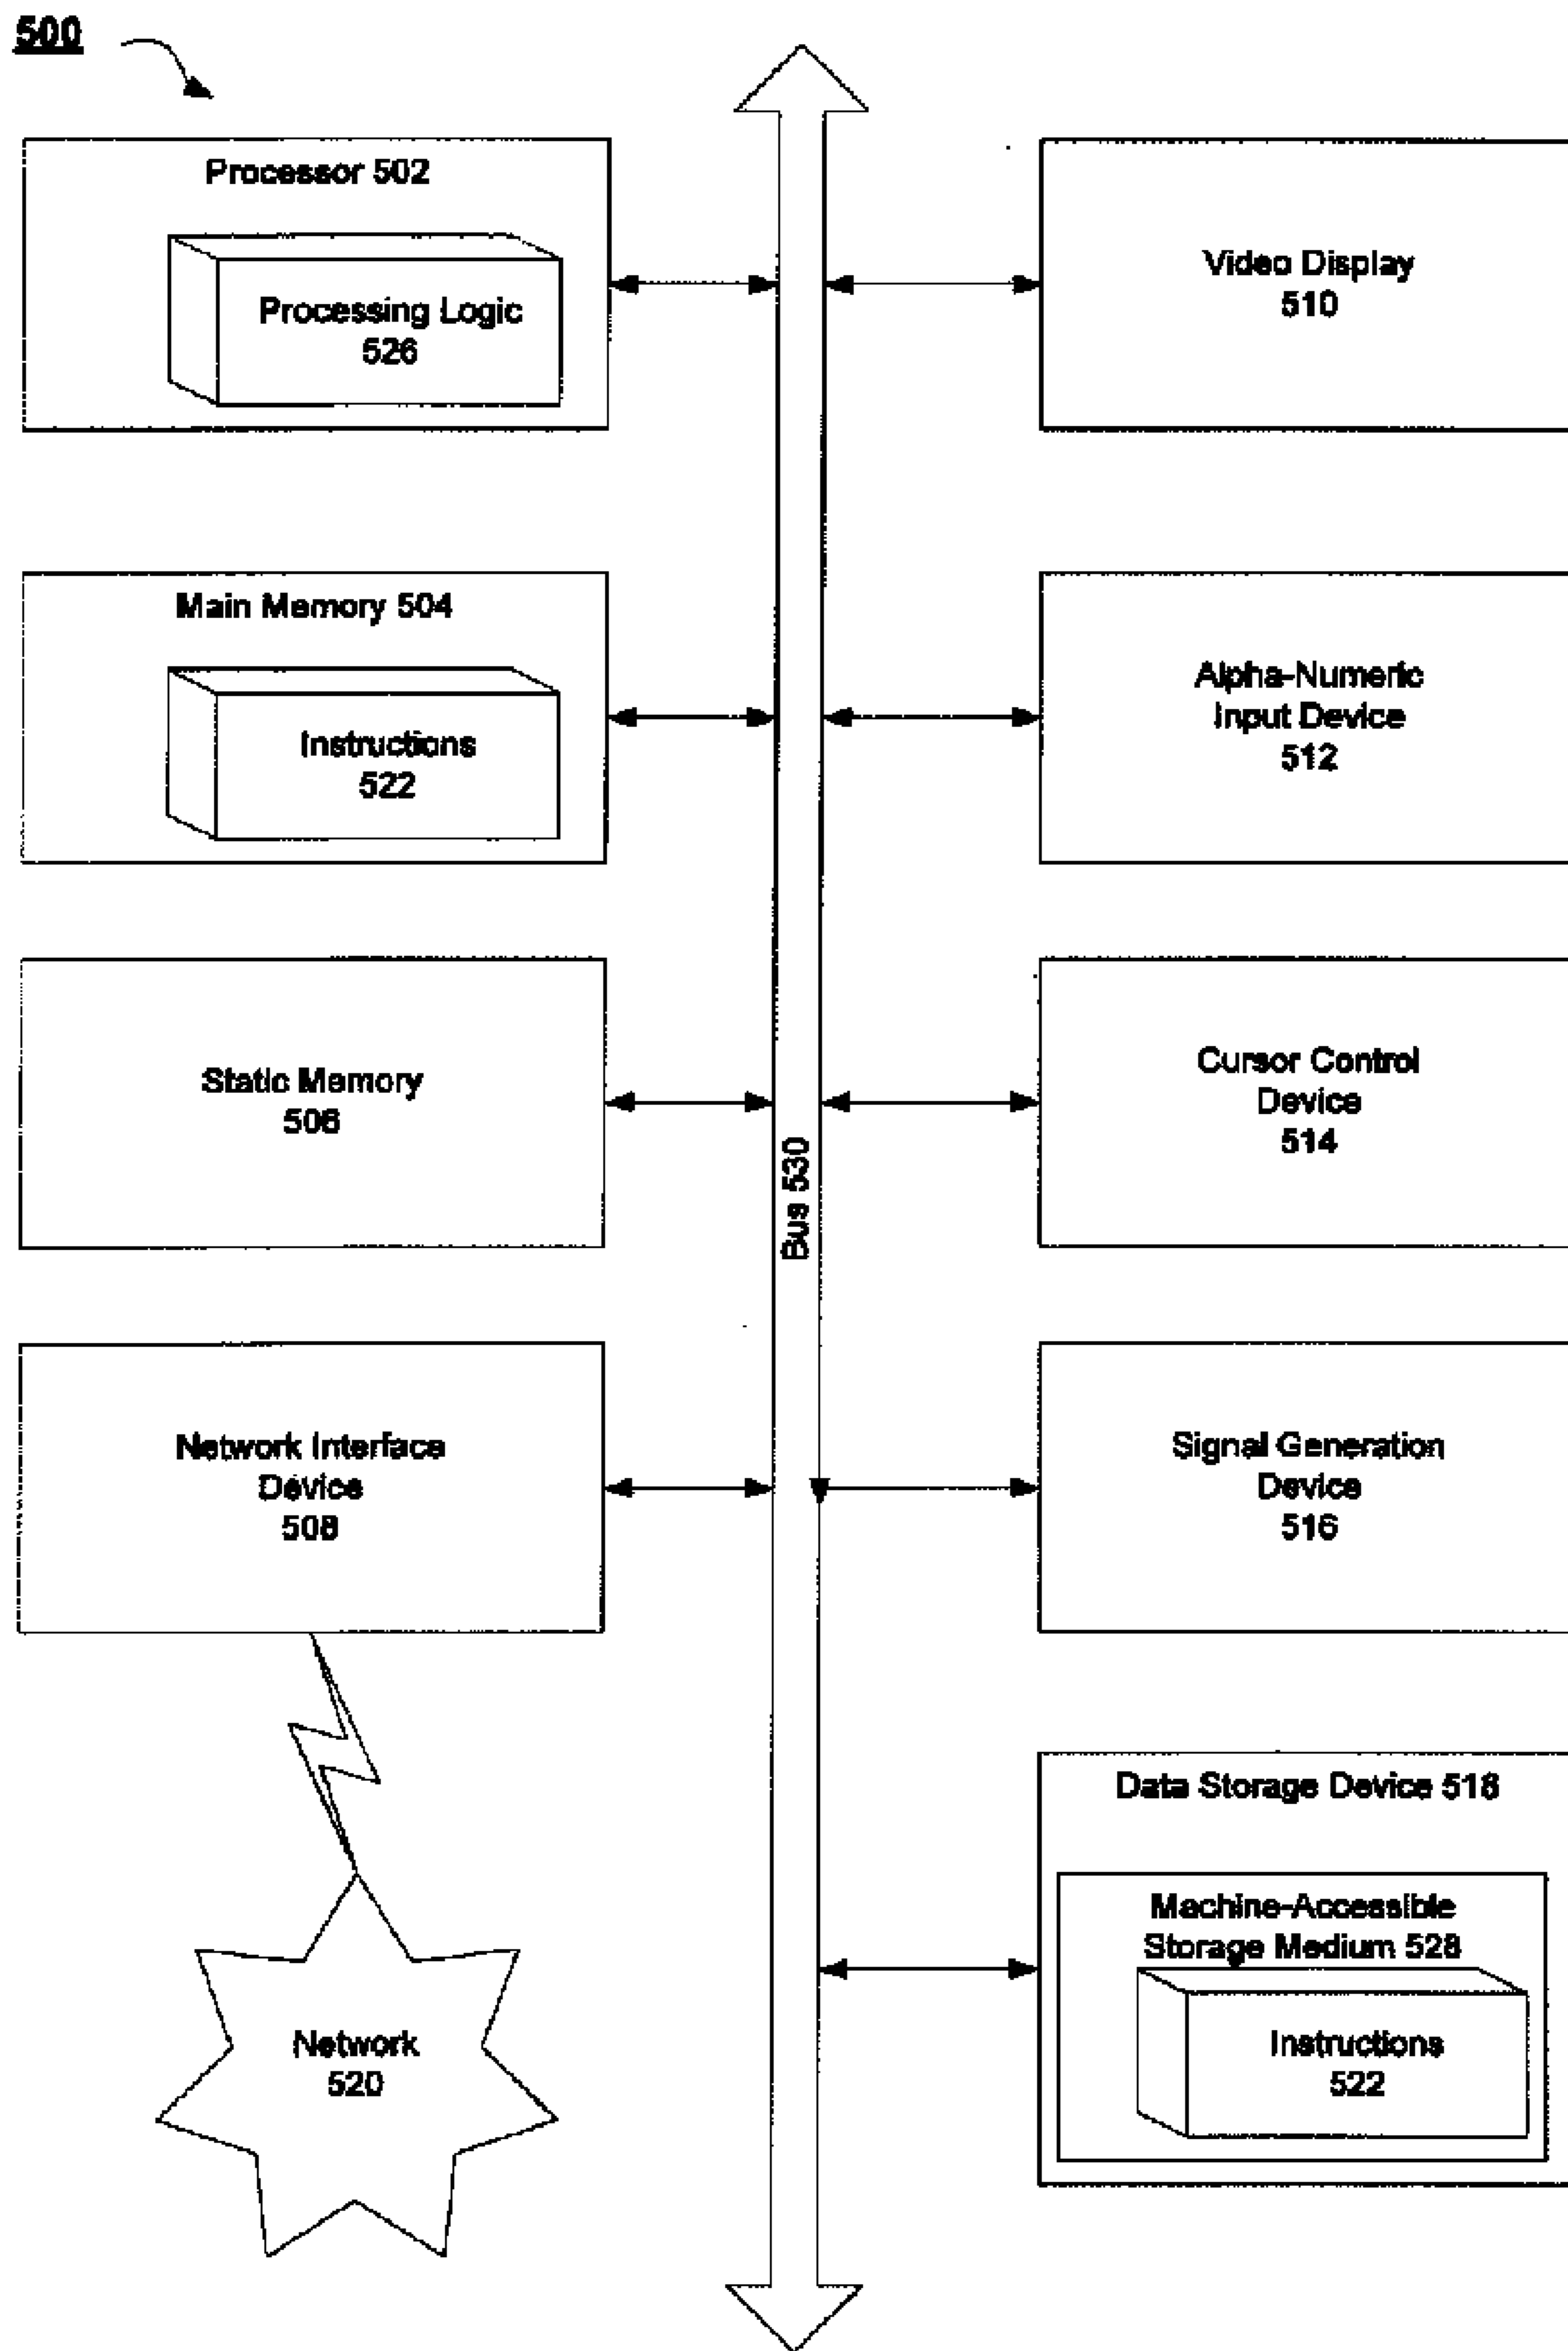 500
Processor 502
Processing Logic
526
Main Memory 504
Instructions
522
Static Memory
506
Network Interface
Device
508
Network
520
Bus 530
Video Display
510
Alpha-Numeric
Input Device
512
Cursor Control
Device
514
Signal Generation
Device
516
Data Storage Device 518
Machine-Accessible
Storage Medium 528
Instructions
522